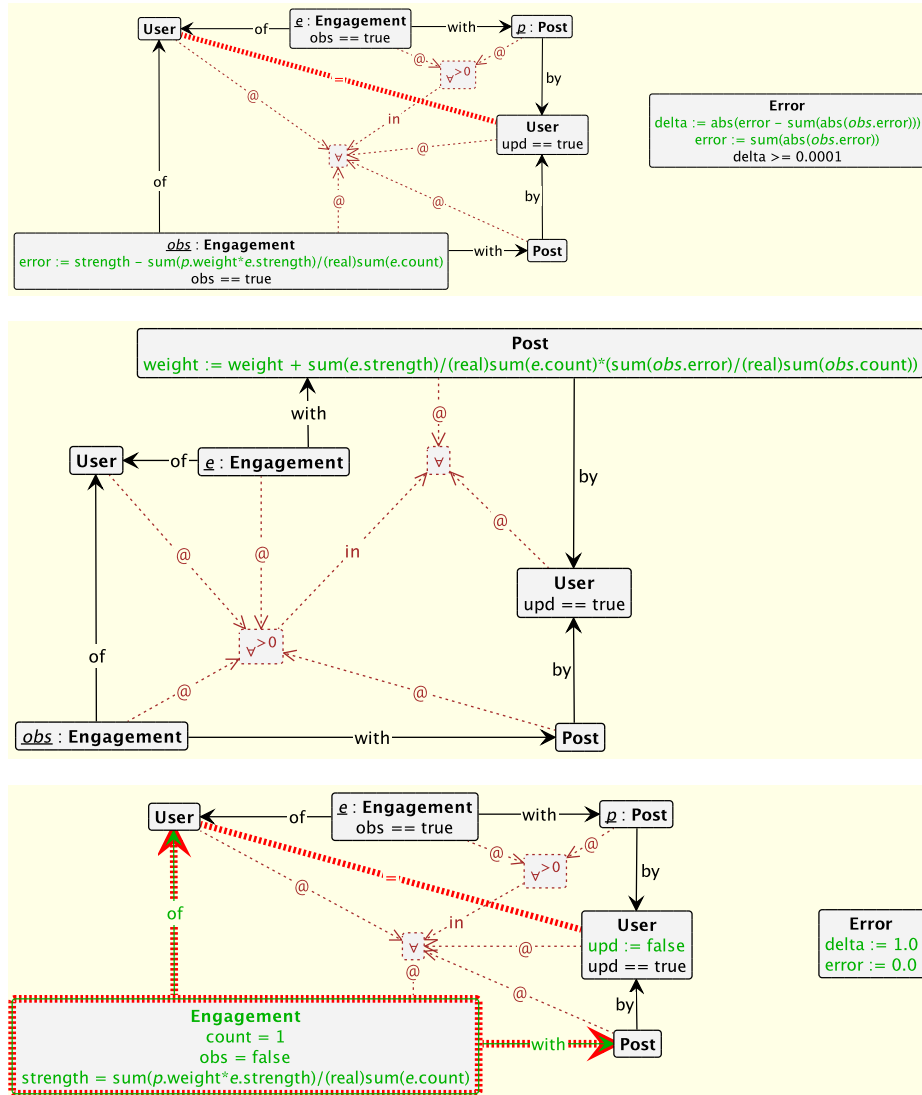 User
of
e : Engagement
obs == true
with
p : Post
@
@
∀>0
=
by
@
in
Error
delta := abs(error – sum(abs(obs.error)))
error := sum(abs(obs.error))
delta >= 0.0001
User
upd == true
@
∀
of
@
@
by
obs : Engagement
error := strength – sum(p.weight*e.strength)/(real)sum(e.count)
obs == true
with
Post
Post
weight := weight + sum(e.strength)/(real)sum(e.count)*(sum(obs.error)/(real)sum(obs.count))
with
@
User
of
e : Engagement
∀
by
@
@
@
in
User
upd == true
∀>0
of
@
@
by
obs : Engagement
with
Post
User
of
e : Engagement
obs == true
with
p : Post
@
@
∀>0
by
=
@
of
in
User
upd := false
upd == true
Error
delta := 1.0
error := 0.0
∀
@
@
@
by
Engagement
count = 1
obs = false
strength = sum(p.weight*e.strength)/(real)sum(e.count)
with
Post